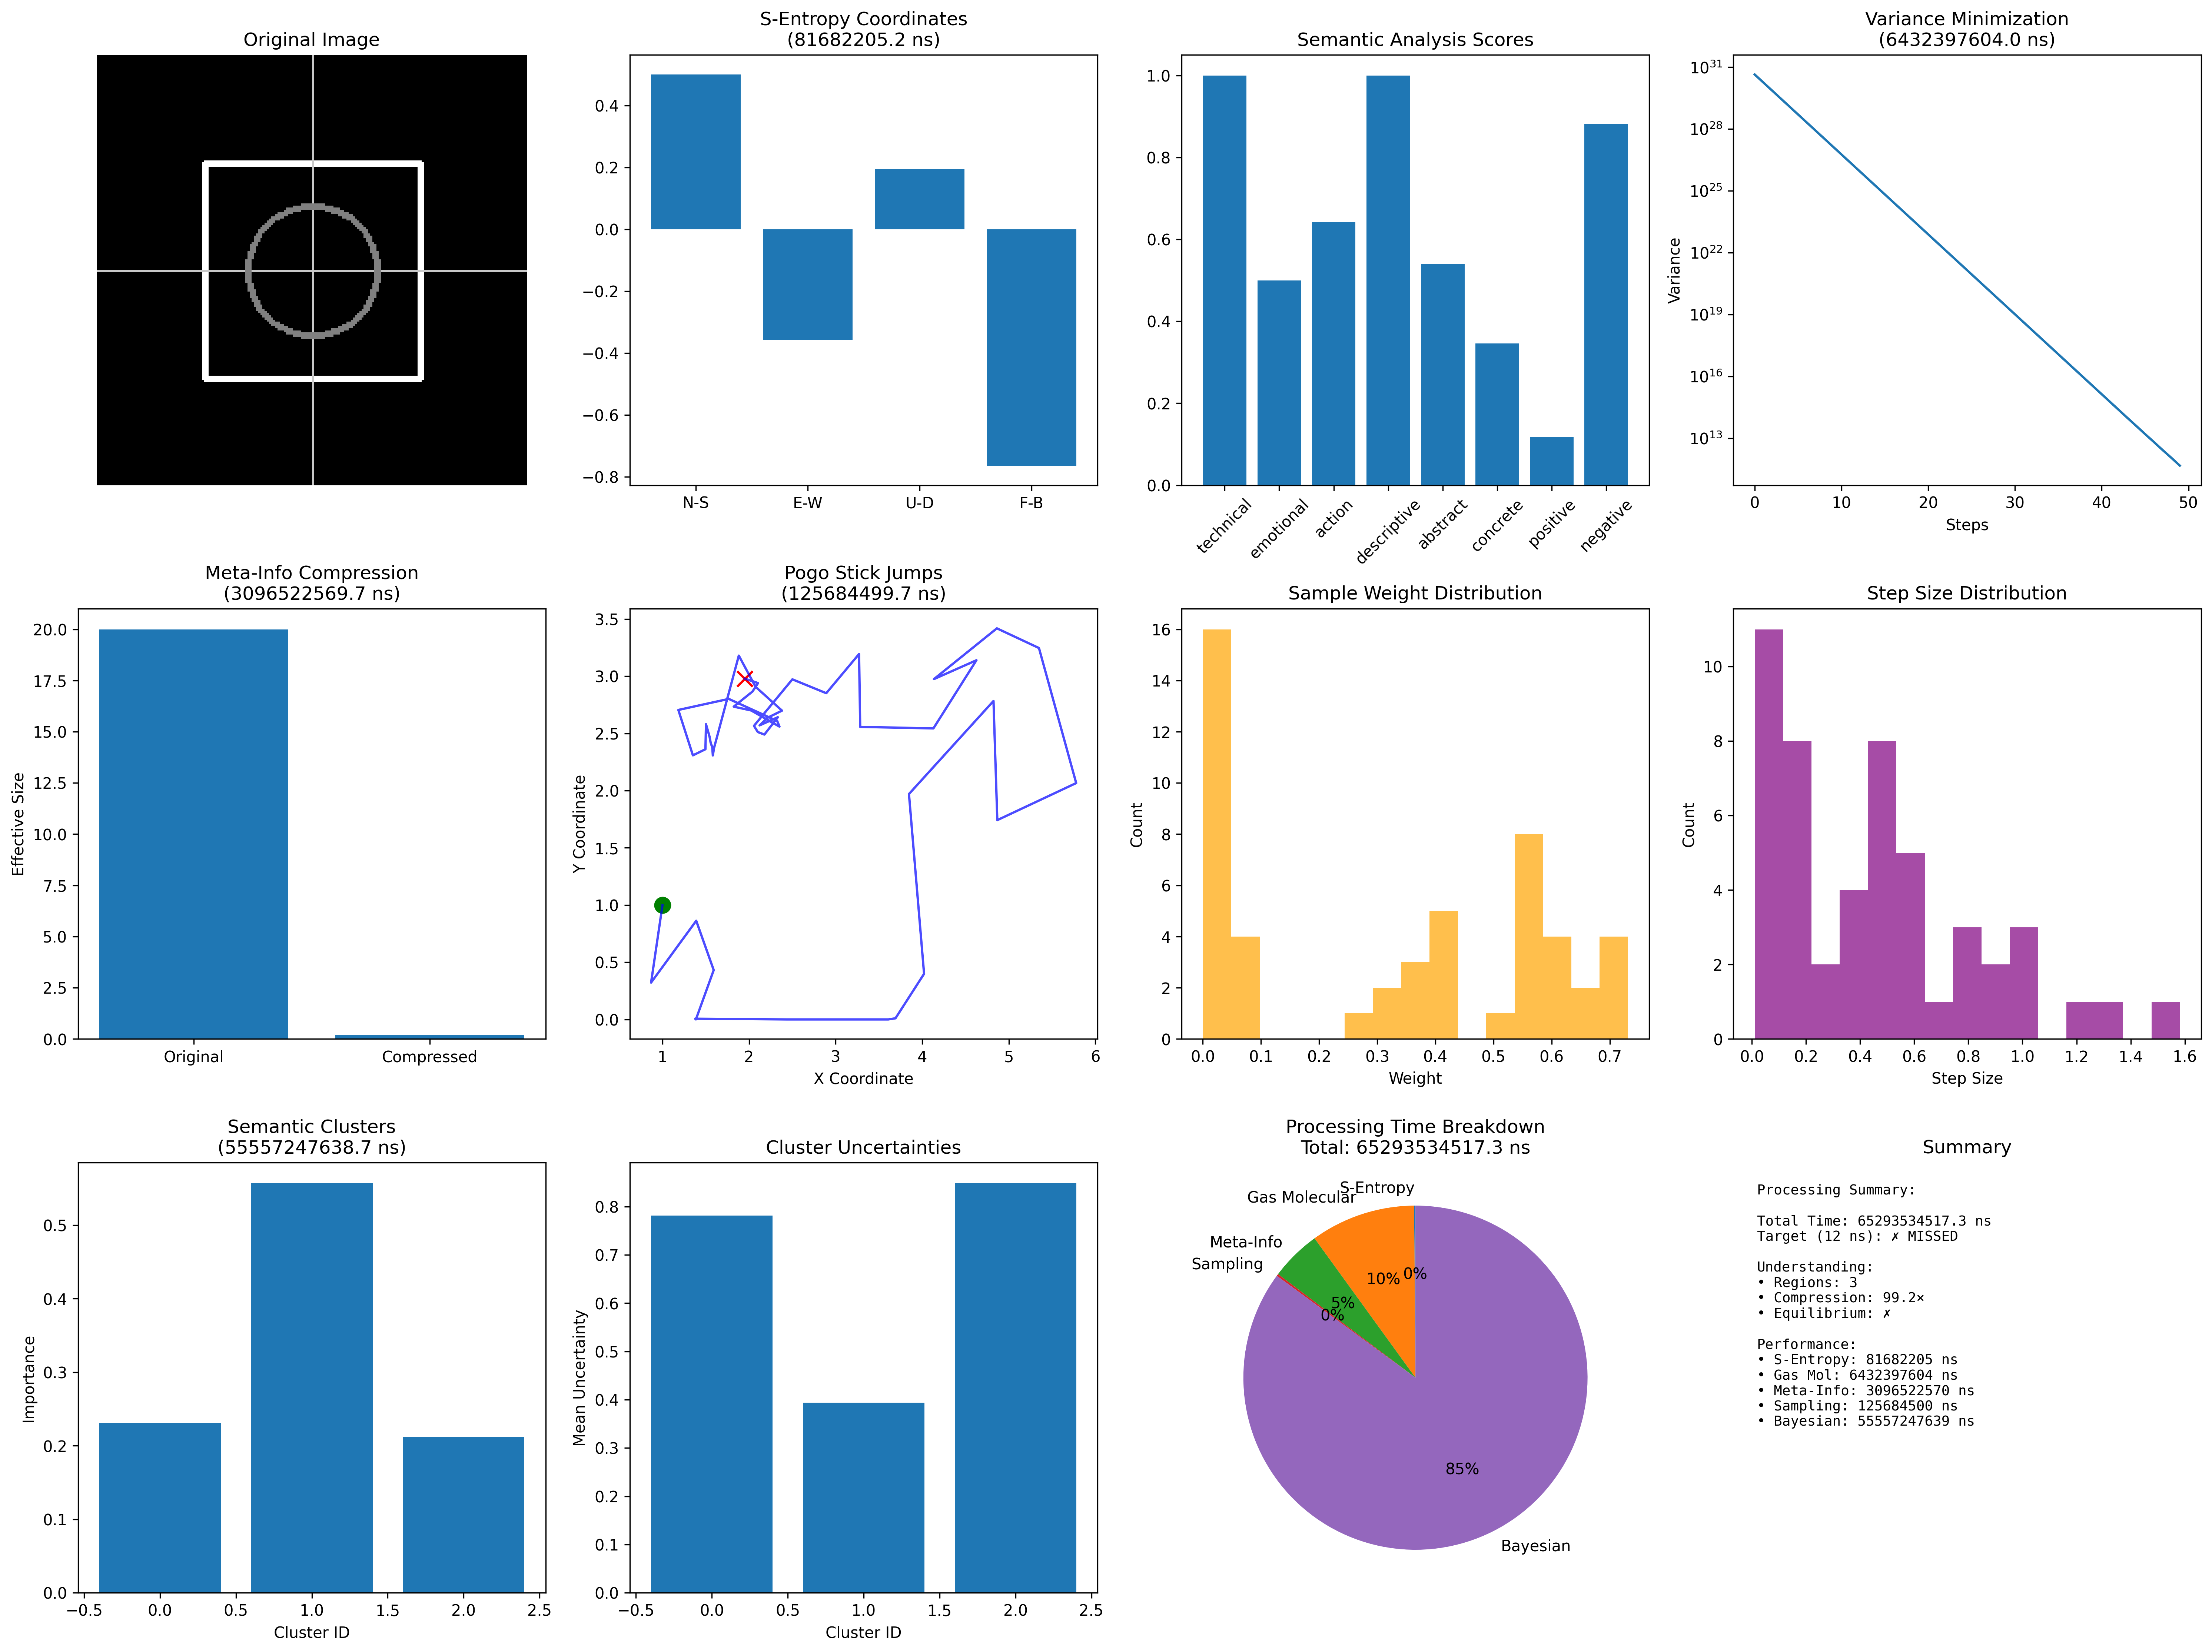 Original Image
S-Entropy Coordinates
(81682205.2 ns)
0.4
0.2
0.0
−0.2
−0.4
−0.6
−0.8
N-S E-W U-D F-B
Semantic Analysis Scores
1.0
0.8
0.6
0.4
0.2
0.0
technical emotional action descriptive abstract concrete positive negative
Variance Minimization
(6432397604.0 ns)
Variance
10^31
10^28
10^25
10^22
10^19
10^16
10^13
0 10 20 30 40 50
Steps
Meta-Info Compression
(3096522569.7 ns)
Effective Size
20.0
17.5
15.0
12.5
10.0
7.5
5.0
2.5
0.0
Original Compressed
Pogo Stick Jumps
(125684499.7 ns)
Y Coordinate
3.5
3.0
2.5
2.0
1.5
1.0
0.5
0.0
1 2 3 4 5 6
X Coordinate
Sample Weight Distribution
Count
16
14
12
10
8
6
4
2
0
0.0 0.1 0.2 0.3 0.4 0.5 0.6 0.7
Weight
Step Size Distribution
Count
10
8
6
4
2
0
0.0 0.2 0.4 0.6 0.8 1.0 1.2 1.4 1.6
Step Size
Semantic Clusters
(55557247638.7 ns)
Importance
0.5
0.4
0.3
0.2
0.1
0.0
−0.5 0.0 0.5 1.0 1.5 2.0 2.5
Cluster ID
Cluster Uncertainties
Mean Uncertainty
0.8
0.7
0.6
0.5
0.4
0.3
0.2
0.1
0.0
−0.5 0.0 0.5 1.0 1.5 2.0 2.5
Cluster ID
Processing Time Breakdown
Total: 65293534517.3 ns
S-Entropy
Gas Molecular
Meta-Info
Sampling
10% 0%
5%
0%
85%
Bayesian
Summary
Processing Summary:
Total Time: 65293534517.3 ns
Target (12 ns): ✗ MISSED
Understanding:
• Regions: 3
• Compression: 99.2×
• Equilibrium: ✗
Performance:
• S-Entropy: 81682205 ns
• Gas Mol: 6432397604 ns
• Meta-Info: 3096522570 ns
• Sampling: 125684500 ns
• Bayesian: 55557247639 ns